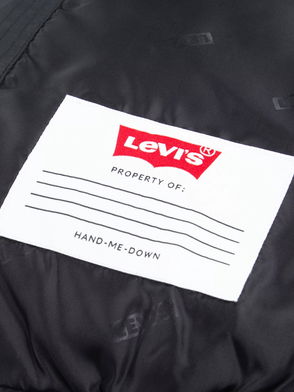 Levi's®
PROPERTY OF:
HAND-ME-DOWN